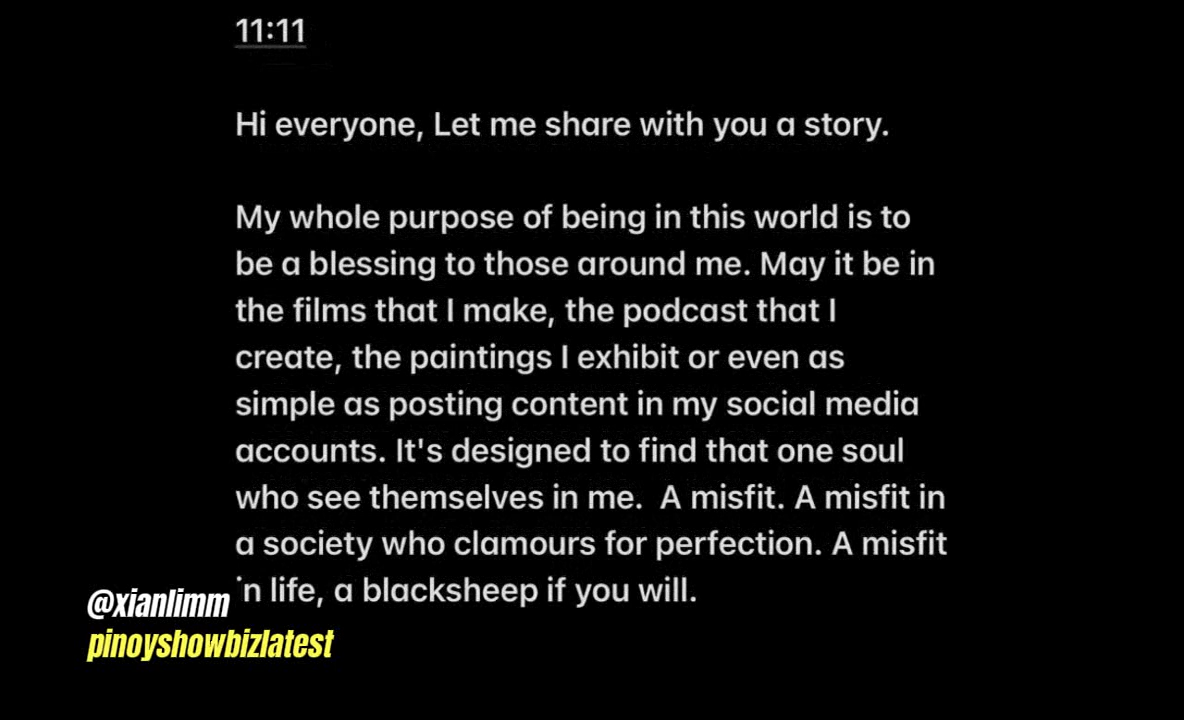 11:11
Hi everyone, Let me share with you a story.
My whole purpose of being in this world is to
be a blessing to those around me. May it be in
the films that I make, the podcast that I
create, the paintings I exhibit or even as
simple as posting content in my social media
accounts. It's designed to find that one soul
who see themselves in me.  A misfit. A misfit in
a society who clamours for perfection. A misfit
in life, a blacksheep if you will.
@xianlimm
pinoyshowbizlatest